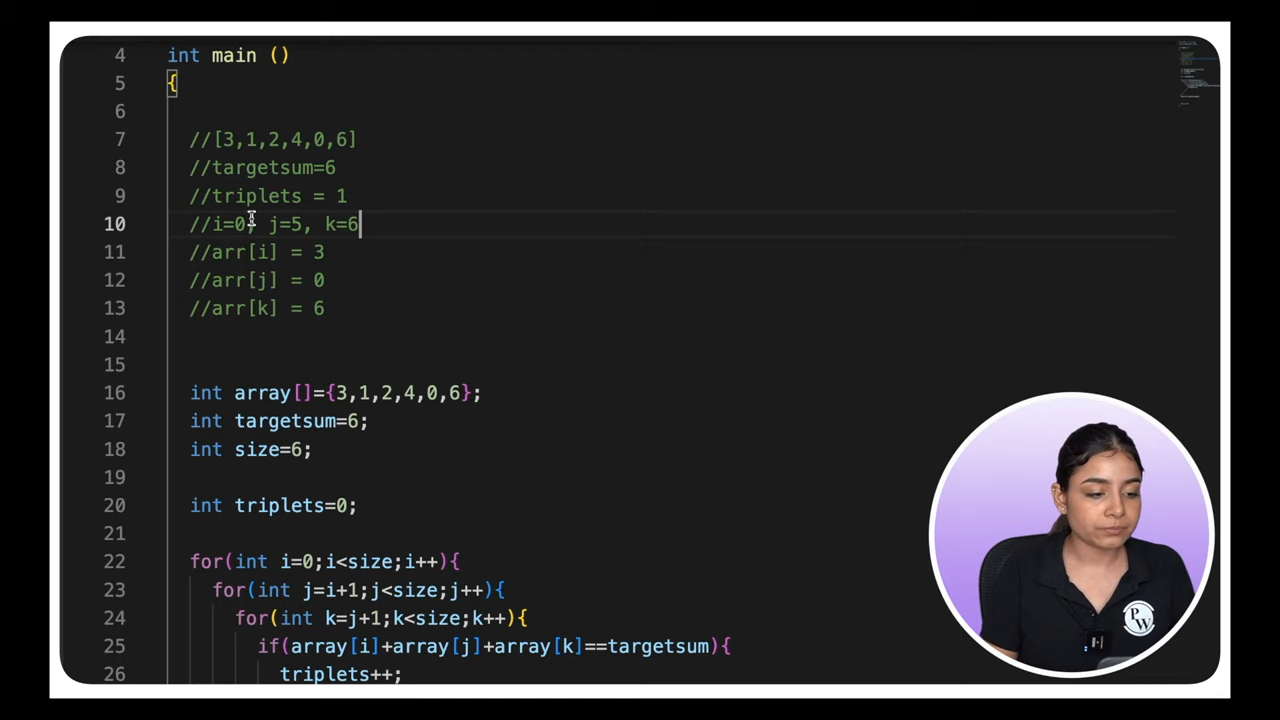 4 int main ()
5 {
6
7 //[3,1,2,4,0,6]
8 //targetsum=6
9 //triplets = 1
10 //i=0, j=5, k=6
11 //arr[i] = 3
12 //arr[j] = 0
13 //arr[k] = 6
14
15
16 int array[]={3,1,2,4,0,6};
17 int targetsum=6;
18 int size=6;
19
20 int triplets=0;
21
22 for(int i=0;i<size;i++){
23 for(int j=i+1;j<size;j++){
24 for(int k=j+1;k<size;k++){
25 if(array[i]+array[j]+array[k]==targetsum){
26 triplets++;
P
W